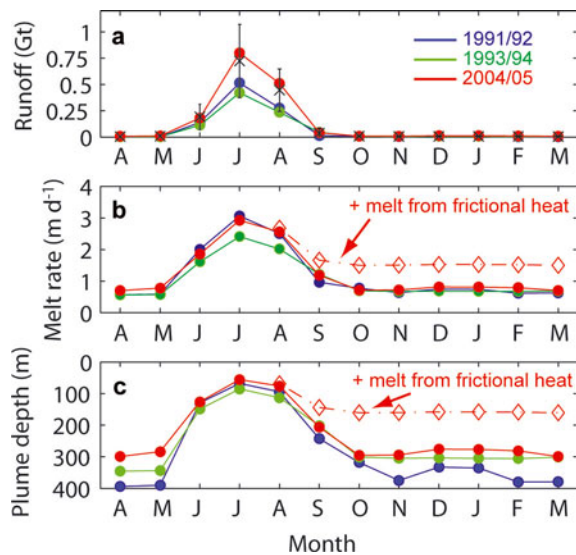 a
Runoff (Gt)
0.75
0.5
0.25
0
1991/92
1993/94
2004/05
A M J J A S O N D J F M
b
Melt rate (m d⁻¹)
4
3
2
1
0
+ melt from frictional heat
A M J J A S O N D J F M
c
Plume depth (m)
0
100
200
300
400
+ melt from frictional heat
A M J J A S O N D J F M
Month